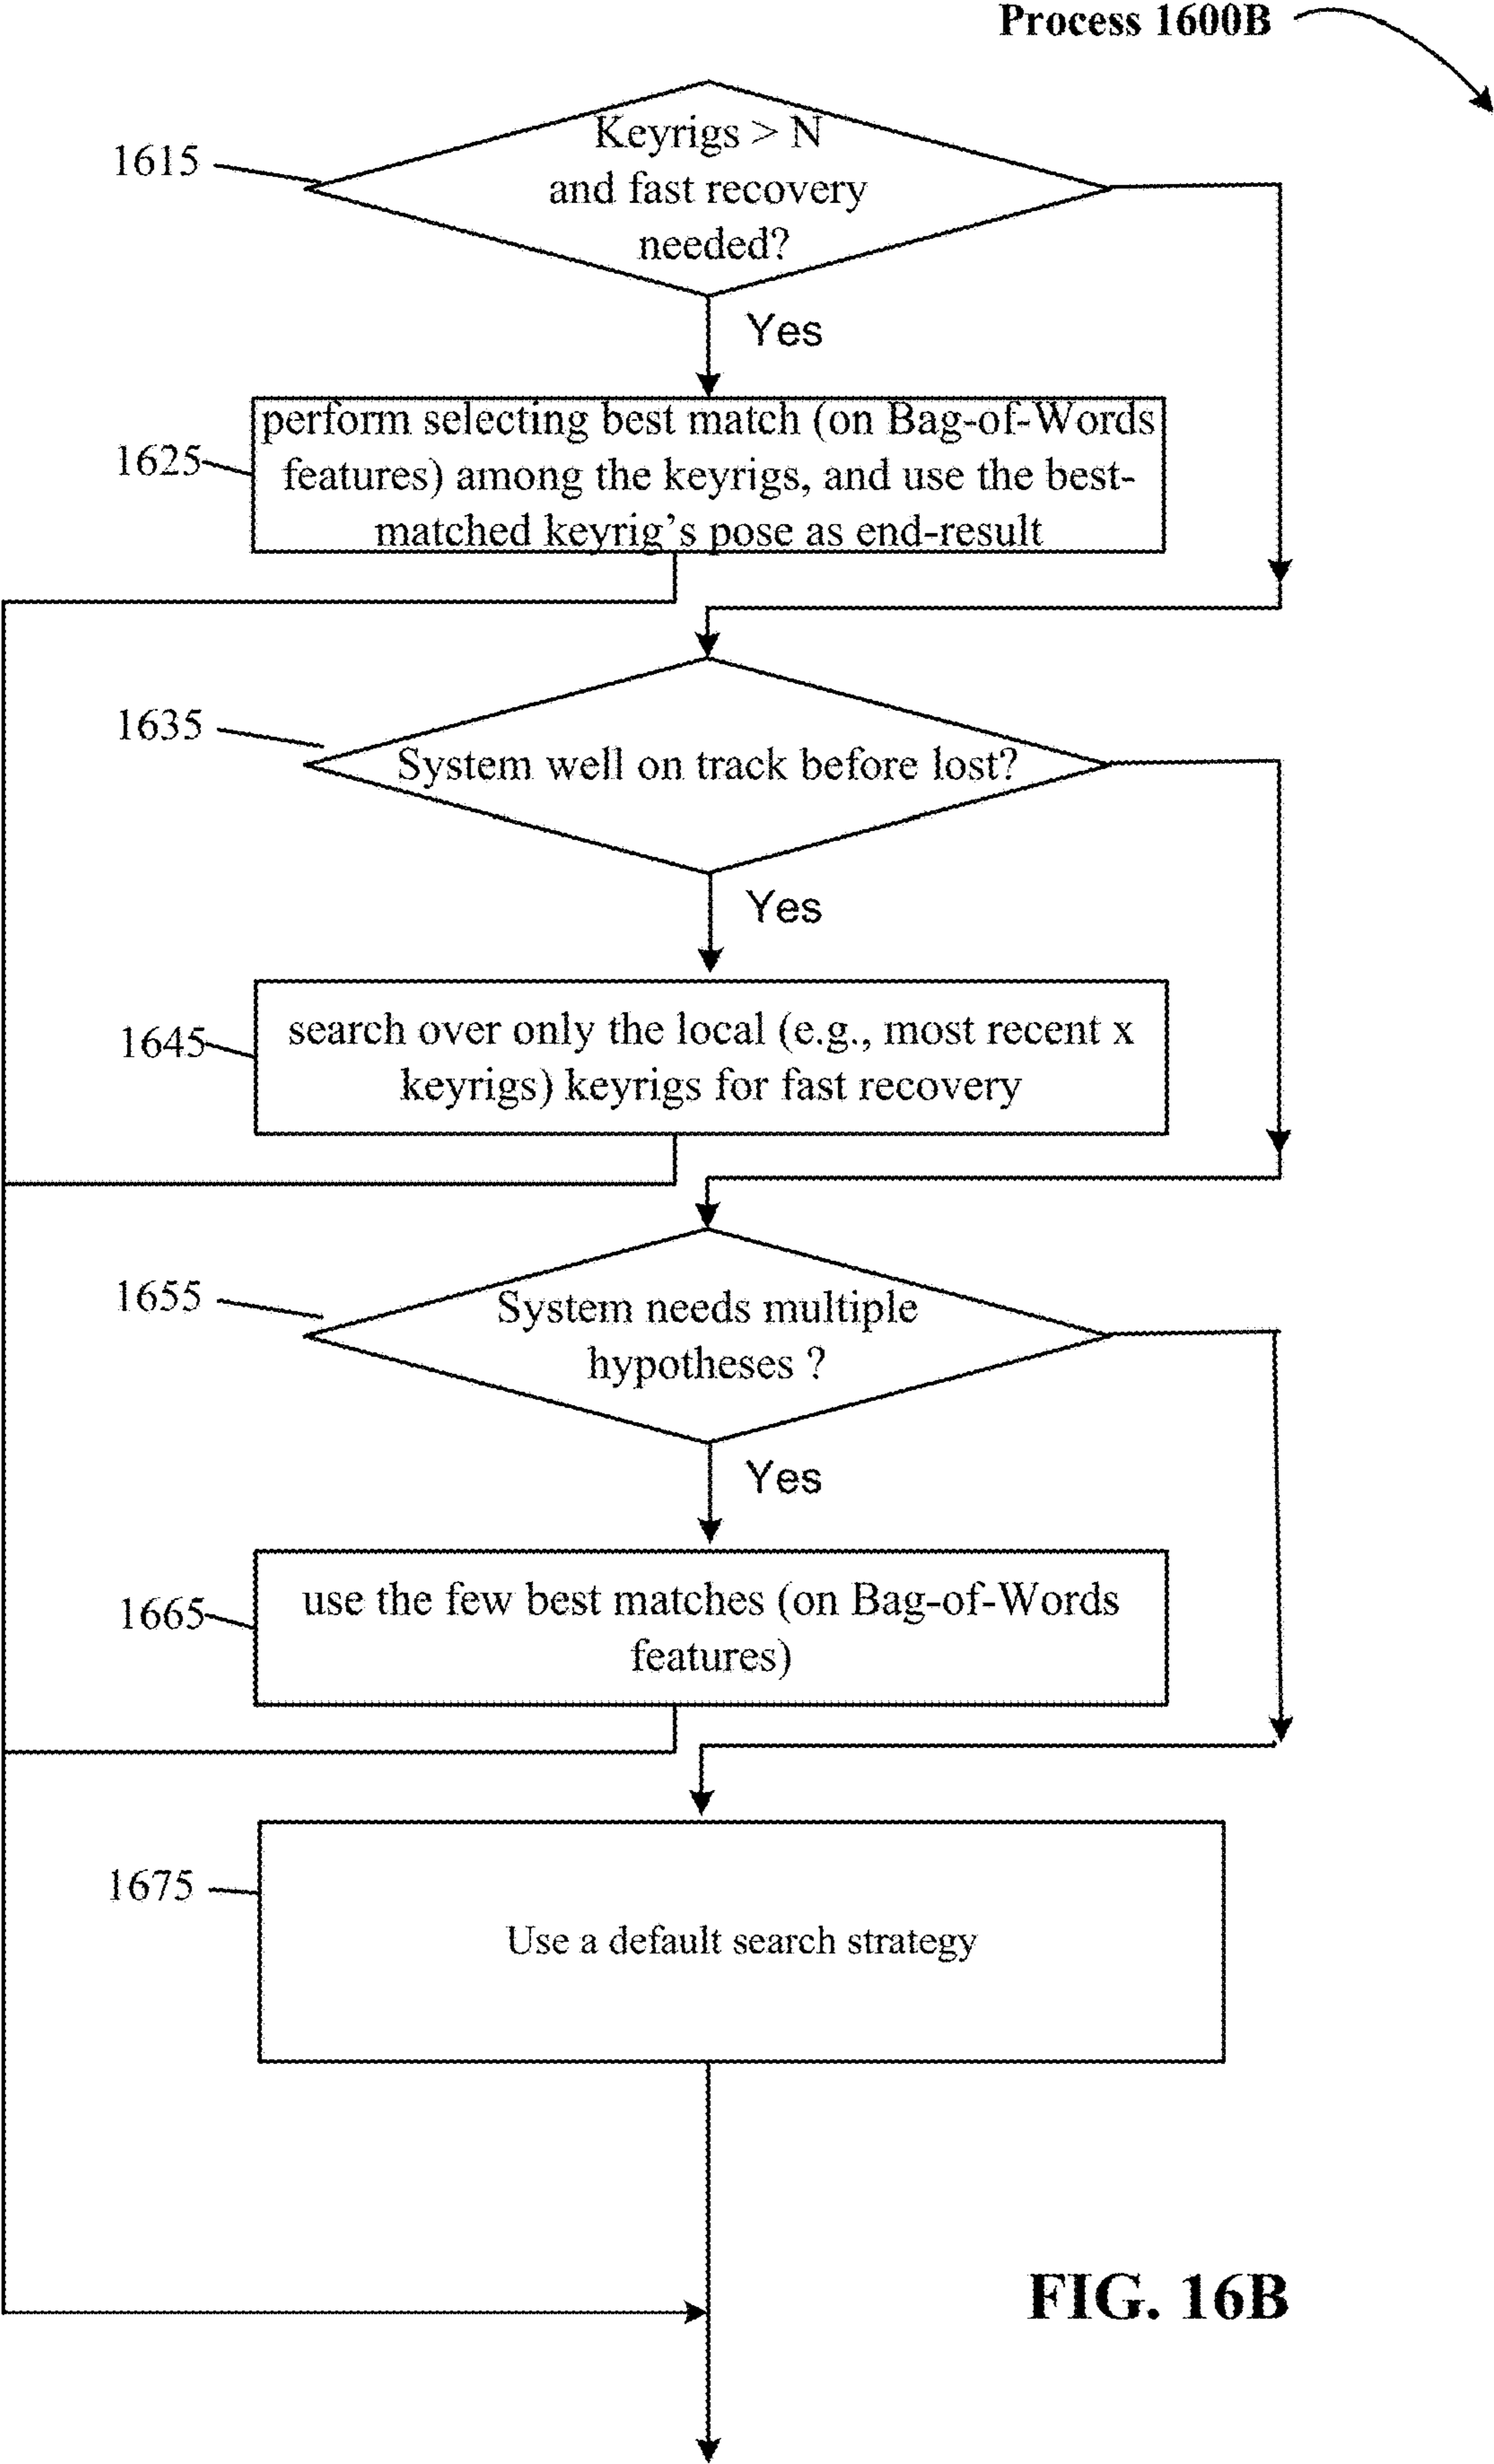 Process 1600B
Keyrigs > N
1615
and fast recovery
needed?
Yes
perform selecting best match (on Bag-of-Words
1625
features) among the keyrigs, and use the best-
matched keyrig’s pose as end-result
1635
System well on track before lost?
Yes
search over only the local (e.g., most recent x
1645
keyrigs) keyrigs for fast recovery
1655
System needs multiple
hypotheses ?
Yes
use the few best matches (on Bag-of-Words
1665
features)
1675
Use a default search strategy
FIG. 16B